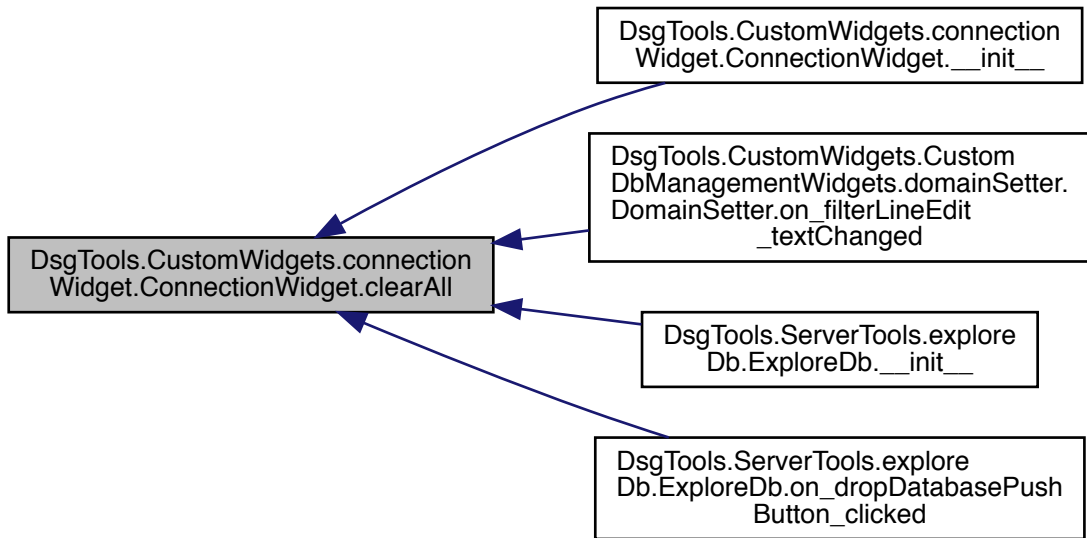 DsgTools.CustomWidgets.connection
Widget.ConnectionWidget.__init__
DsgTools.CustomWidgets.Custom
DbManagementWidgets.domainSetter.
DomainSetter.on_filterLineEdit
_textChanged
DsgTools.CustomWidgets.connection
Widget.ConnectionWidget.clearAll
DsgTools.ServerTools.explore
Db.ExploreDb.__init__
DsgTools.ServerTools.explore
Db.ExploreDb.on_dropDatabasePush
Button_clicked